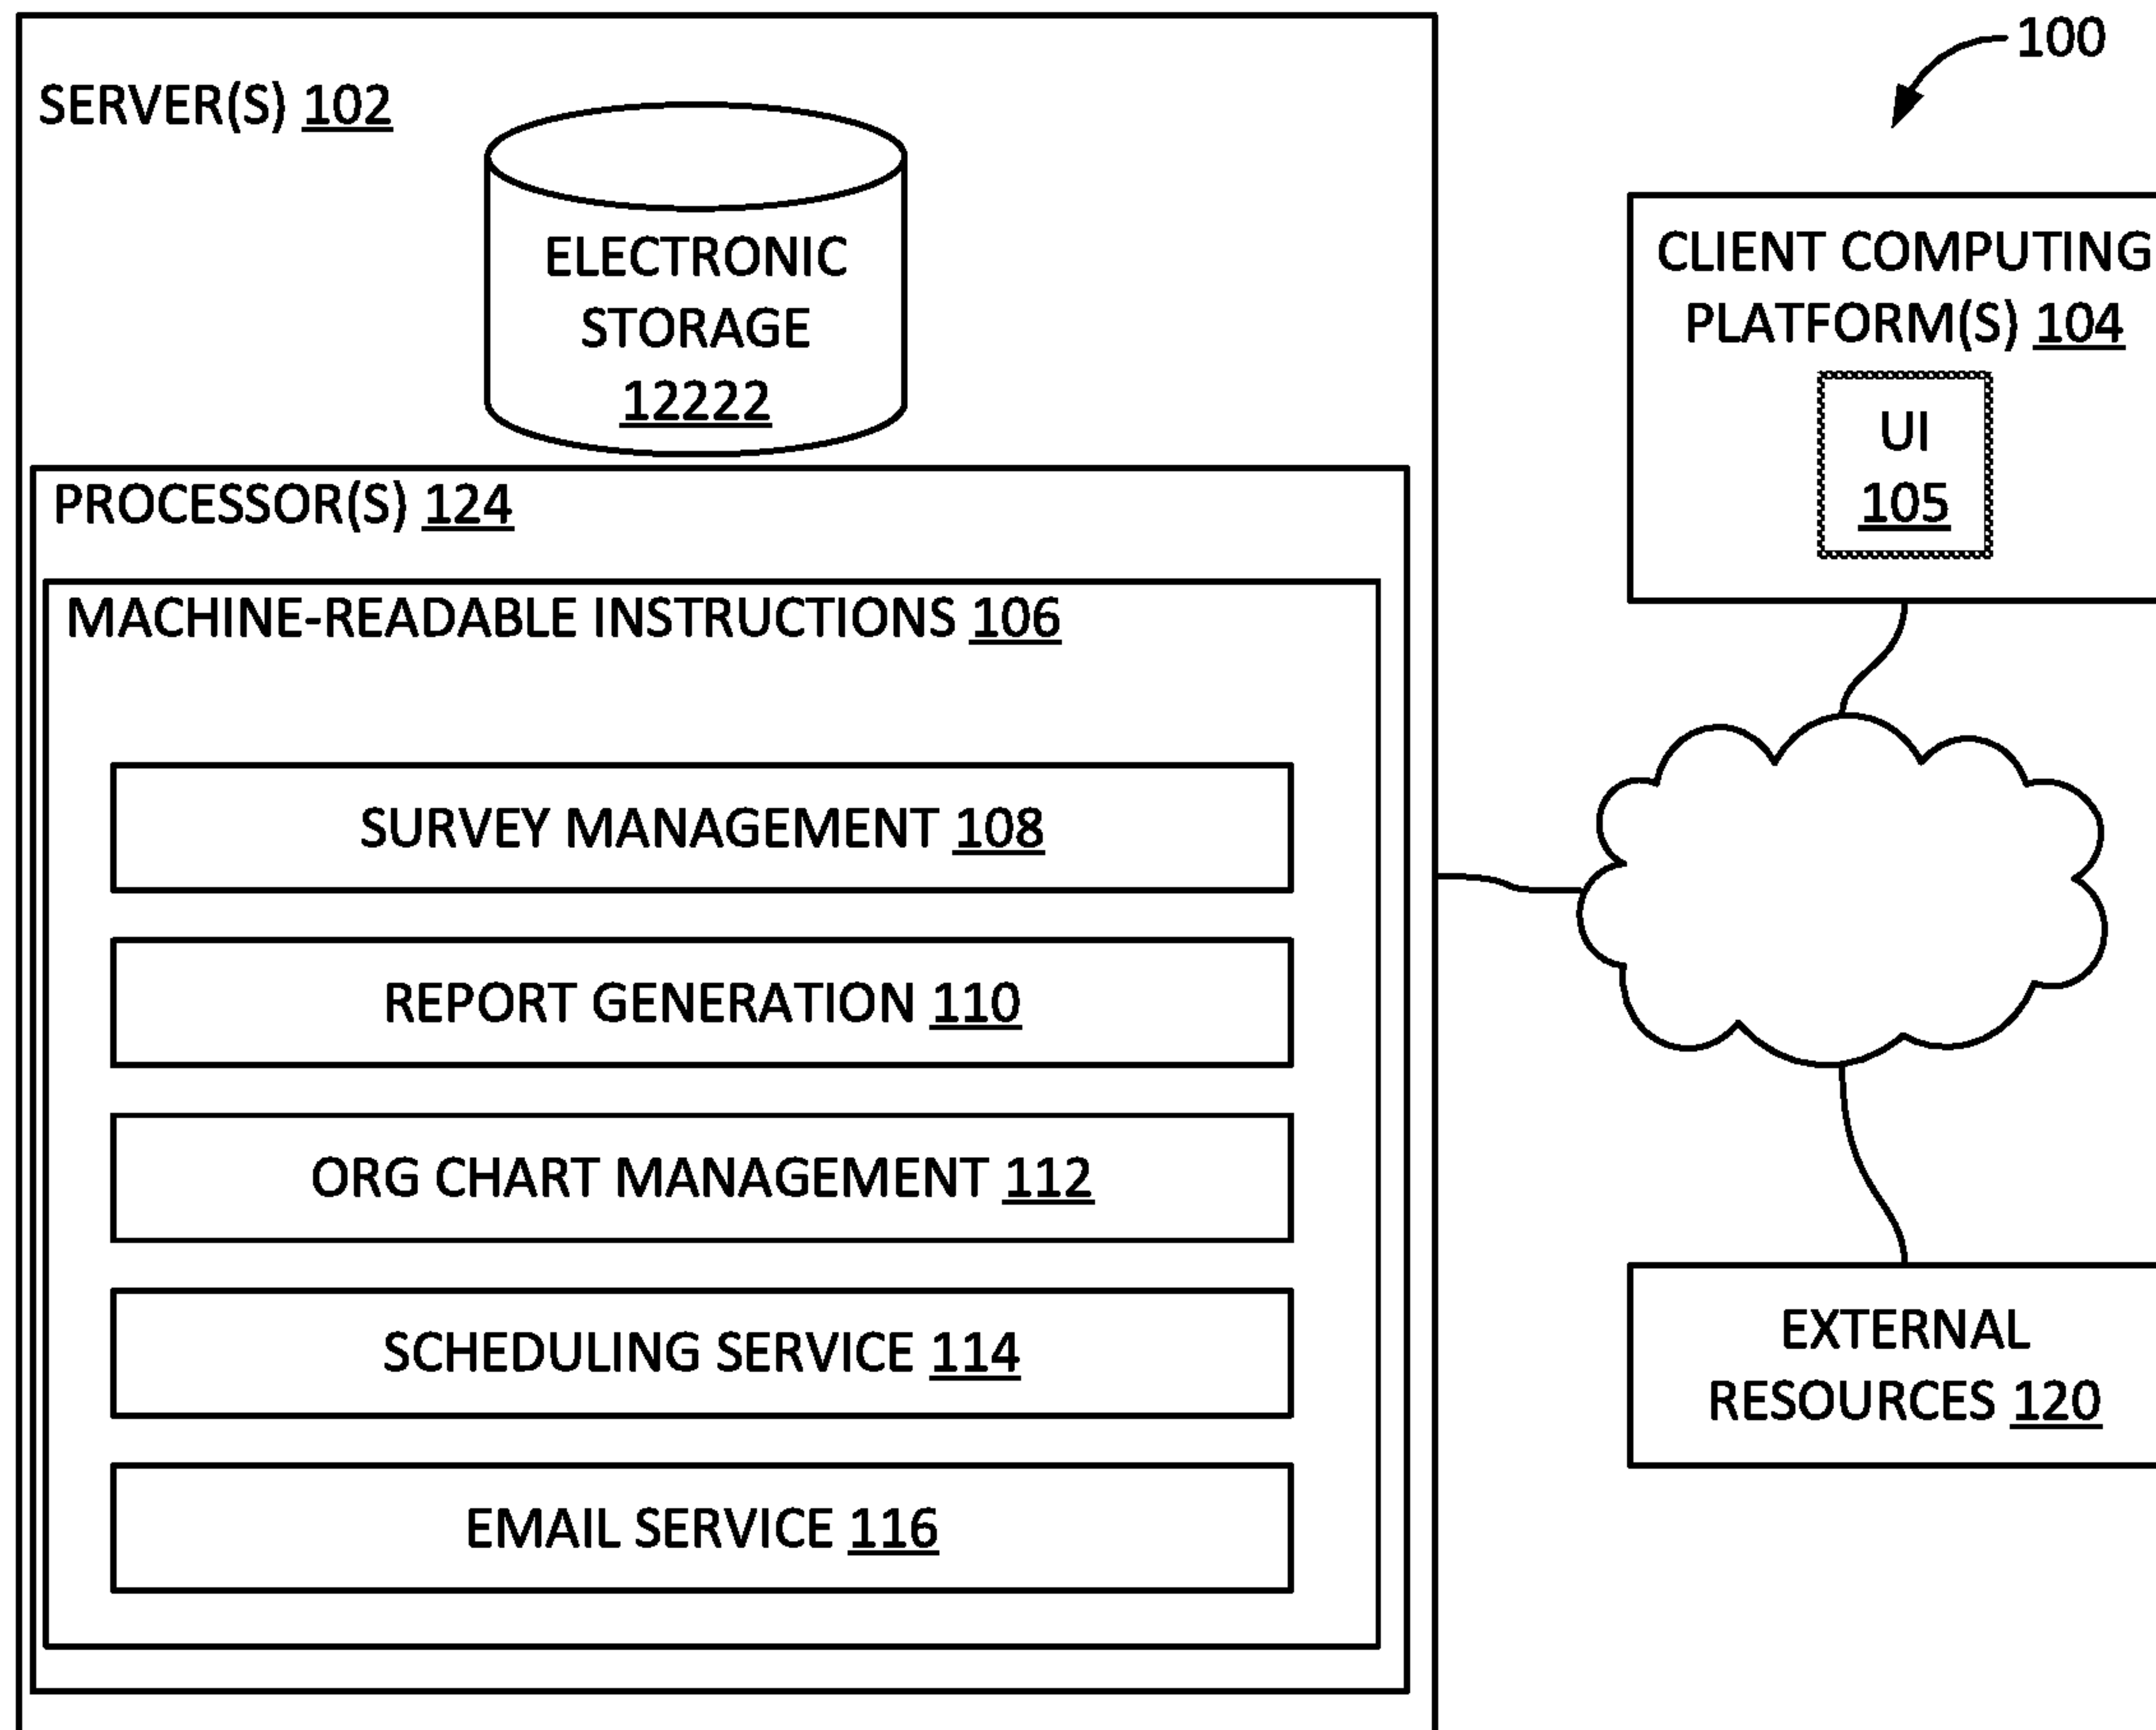 100
SERVER(S) 102
ELECTRONIC
STORAGE
12222
PROCESSOR(S) 124
MACHINE-READABLE INSTRUCTIONS 106
SURVEY MANAGEMENT 108
REPORT GENERATION 110
ORG CHART MANAGEMENT 112
SCHEDULING SERVICE 114
EMAIL SERVICE 116
CLIENT COMPUTING
PLATFORM(S) 104
UI
105
EXTERNAL
RESOURCES 120